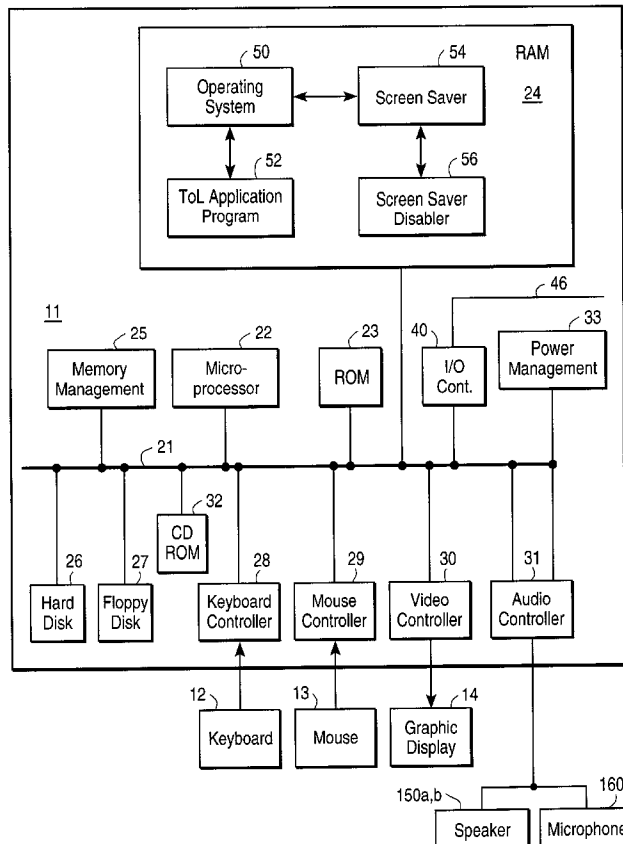 RAM
24
50
Operating
System
54
Screen Saver
52
ToL Application
Program
56
Screen Saver
Disabler
46
11
25
Memory
Management
22
Micro-
processor
23
ROM
40
I/O
Cont.
33
Power
Management
21
32
CD
ROM
26
Hard
Disk
27
Floppy
Disk
28
Keyboard
Controller
29
Mouse
Controller
30
Video
Controller
31
Audio
Controller
12
Keyboard
13
Mouse
14
Graphic
Display
150a,b
Speaker
160
Microphone